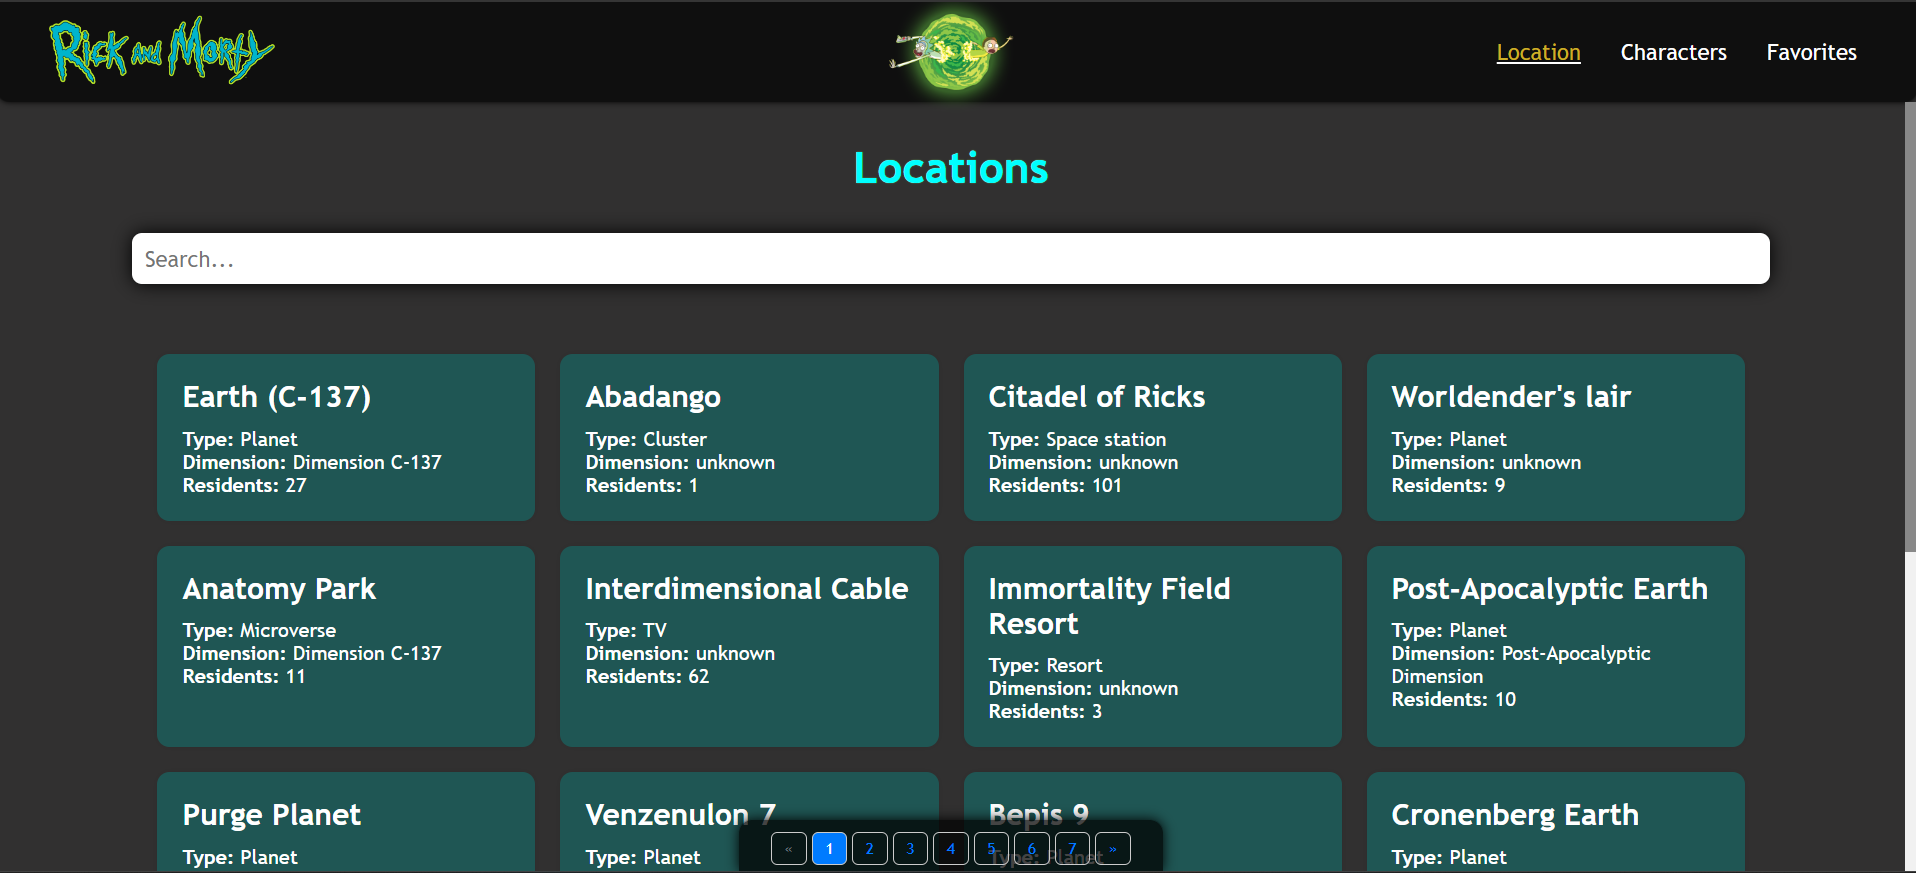 Rick and Morty
Location
Characters
Favorites
Locations
Search...
Earth (C-137)
Type: Planet
Dimension: Dimension C-137
Residents: 27
Abadango
Type: Cluster
Dimension: unknown
Residents: 1
Citadel of Ricks
Type: Space station
Dimension: unknown
Residents: 101
Worldender's lair
Type: Planet
Dimension: unknown
Residents: 9
Anatomy Park
Type: Microverse
Dimension: Dimension C-137
Residents: 11
Interdimensional Cable
Type: TV
Dimension: unknown
Residents: 62
Immortality Field
Resort
Type: Resort
Dimension: unknown
Residents: 3
Post-Apocalyptic Earth
Type: Planet
Dimension: Post-Apocalyptic
Dimension
Residents: 10
Purge Planet
Type: Planet
Venzenulon 7
Type: Planet
Bepis 9
Type: Planet
Cronenberg Earth
Type: Planet
« 1 2 3 4 5 6 7 »